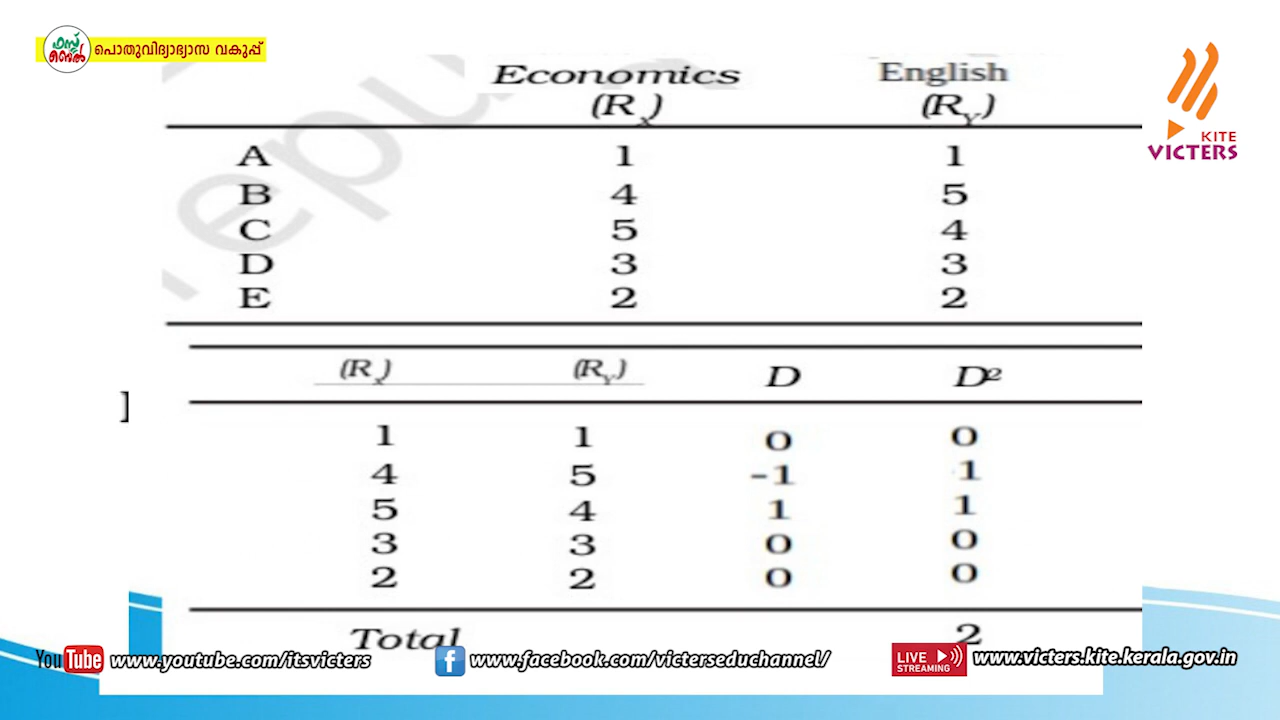 ഫസ്റ്റ് ബെൽ പൊതുവിദ്യാഭ്യാസ വകുപ്പ്
KITE
VICTERS
Economics English
(Rx) (RY)
A 1 1
B 4 5
C 5 4
D 3 3
E 2 2
(Rx) (RY) D D²
]
1 1 0 0
4 5 -1 1
5 4 1 1
3 3 0 0
2 2 0 0
Total 2
YouTube www.youtube.com/itsvicters f www.facebook.com/victerseduchannel/ LIVE STREAMING www.victers.kite.kerala.gov.in